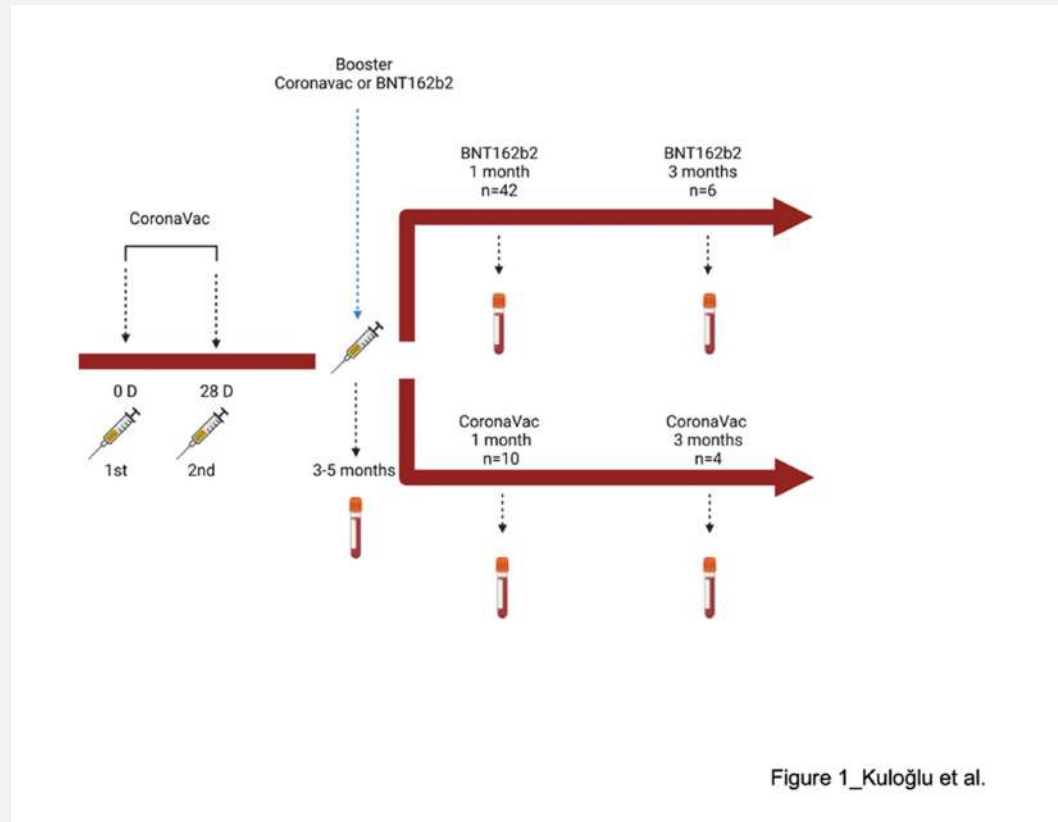 Booster
Coronavac or BNT162b2
BNT162b2
1 month
n=42
BNT162b2
3 months
n=6
CoronaVac
0 D
28 D
1st
2nd
3-5 months
CoronaVac
1 month
n=10
CoronaVac
3 months
n=4
Figure 1_Kuloğlu et al.